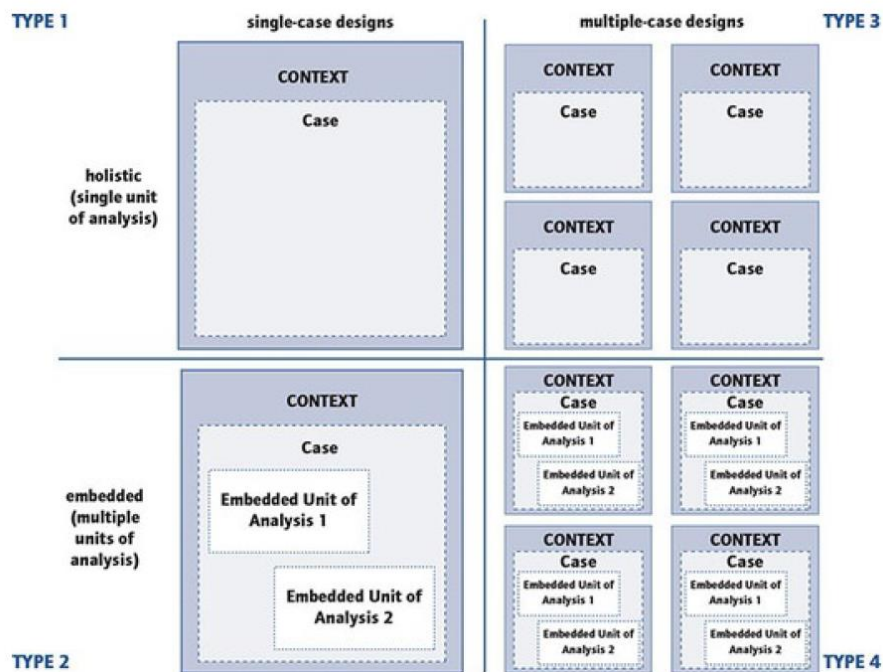 TYPE 1
single-case designs
multiple-case designs
TYPE 3
CONTEXT
Case
holistic
(single unit
of analysis)
CONTEXT
Case
CONTEXT
Case
CONTEXT
Case
CONTEXT
Case
CONTEXT
Case
Embedded Unit of
Analysis 1
Embedded Unit of
Analysis 2
embedded
(multiple
units of
analysis)
CONTEXT
Case
Embedded Unit of
Analysis 1
Embedded Unit of
Analysis 2
CONTEXT
Case
Embedded Unit of
Analysis 1
Embedded Unit of
Analysis 2
CONTEXT
Case
Embedded Unit of
Analysis 1
Embedded Unit of
Analysis 2
CONTEXT
Case
Embedded Unit of
Analysis 1
Embedded Unit of
Analysis 2
TYPE 2
TYPE 4